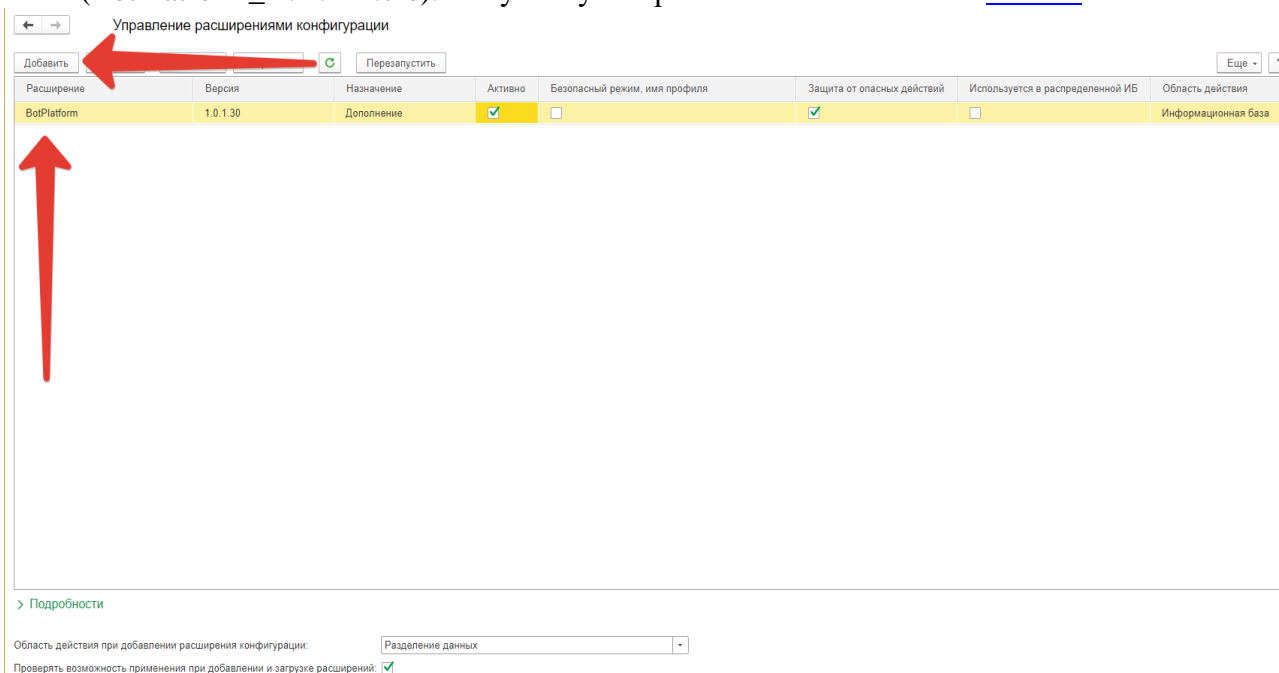 Управление расширениями конфигурации
Добавить Перезапустить Еще
Расширение Версия Назначение Активно Безопасный режим, имя профиля Защита от опасных действий Используется в распределенной ИБ Область действия
BotPlatform 1.0.1.30 Дополнение Информационная база
Подробности
Область действия при добавлении расширения конфигурации: Разделение данных
Проверять возможность применения при добавлении и загрузке расширений: